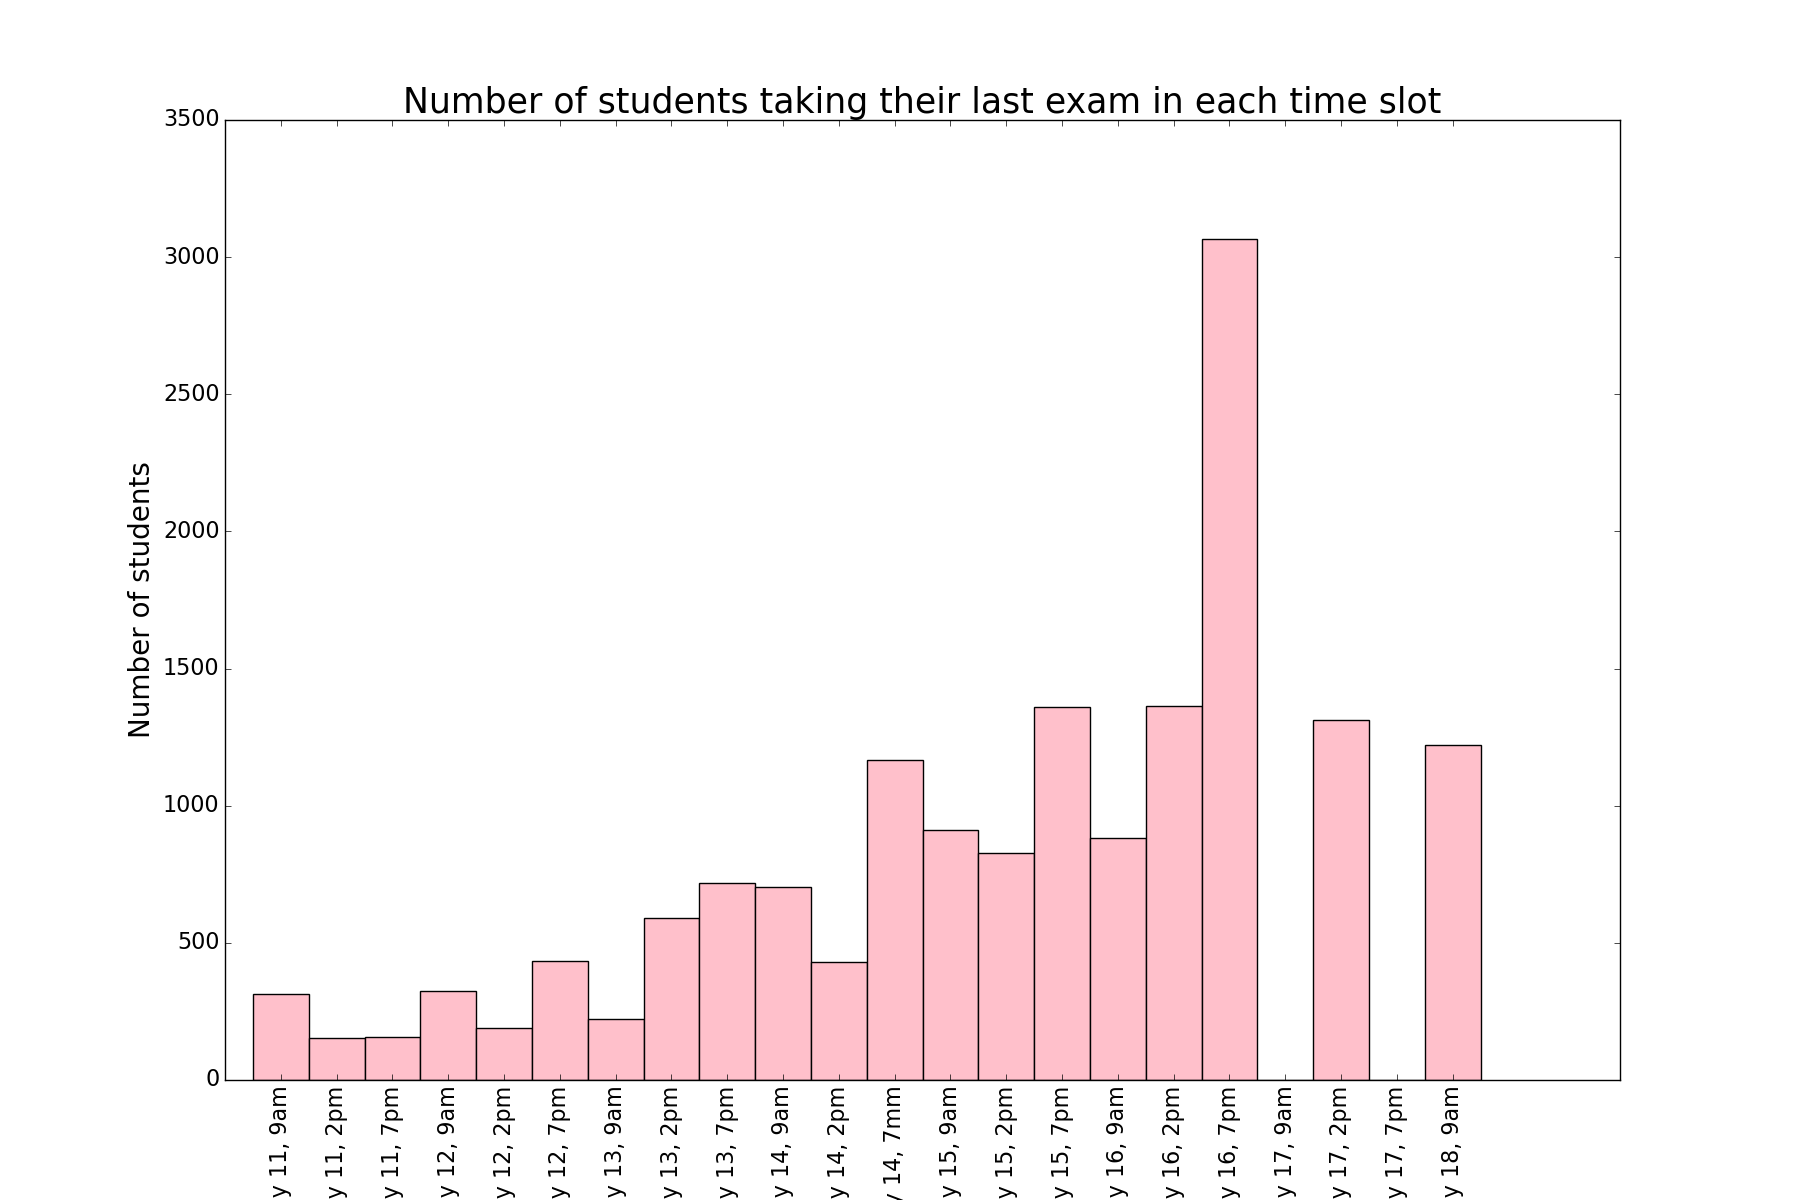 Number of students taking their last exam in each time slot
Number of students
3500
3000
2500
2000
1500
1000
500
0
y 11, 9am
y 11, 2pm
y 11, 7pm
y 12, 9am
y 12, 2pm
y 12, 7pm
y 13, 9am
y 13, 2pm
y 13, 7pm
y 14, 9am
y 14, 2pm
y 14, 7mm
y 15, 9am
y 15, 2pm
y 15, 7pm
y 16, 9am
y 16, 2pm
y 16, 7pm
y 17, 9am
y 17, 2pm
y 17, 7pm
y 18, 9am